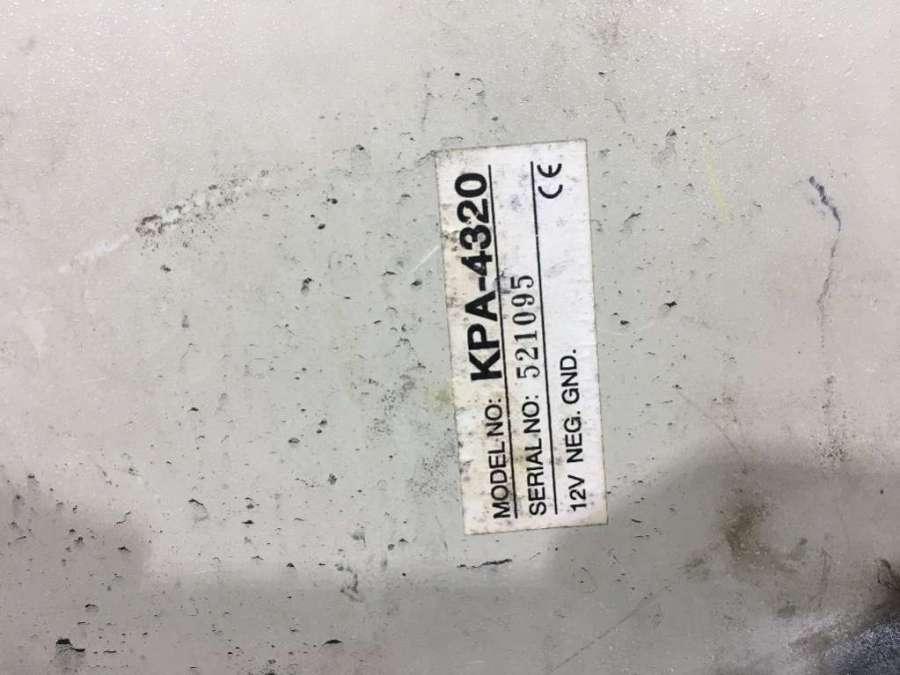 MODEL NO: KPA-4320
SERIAL NO: 521095
12V NEG. GND. CE